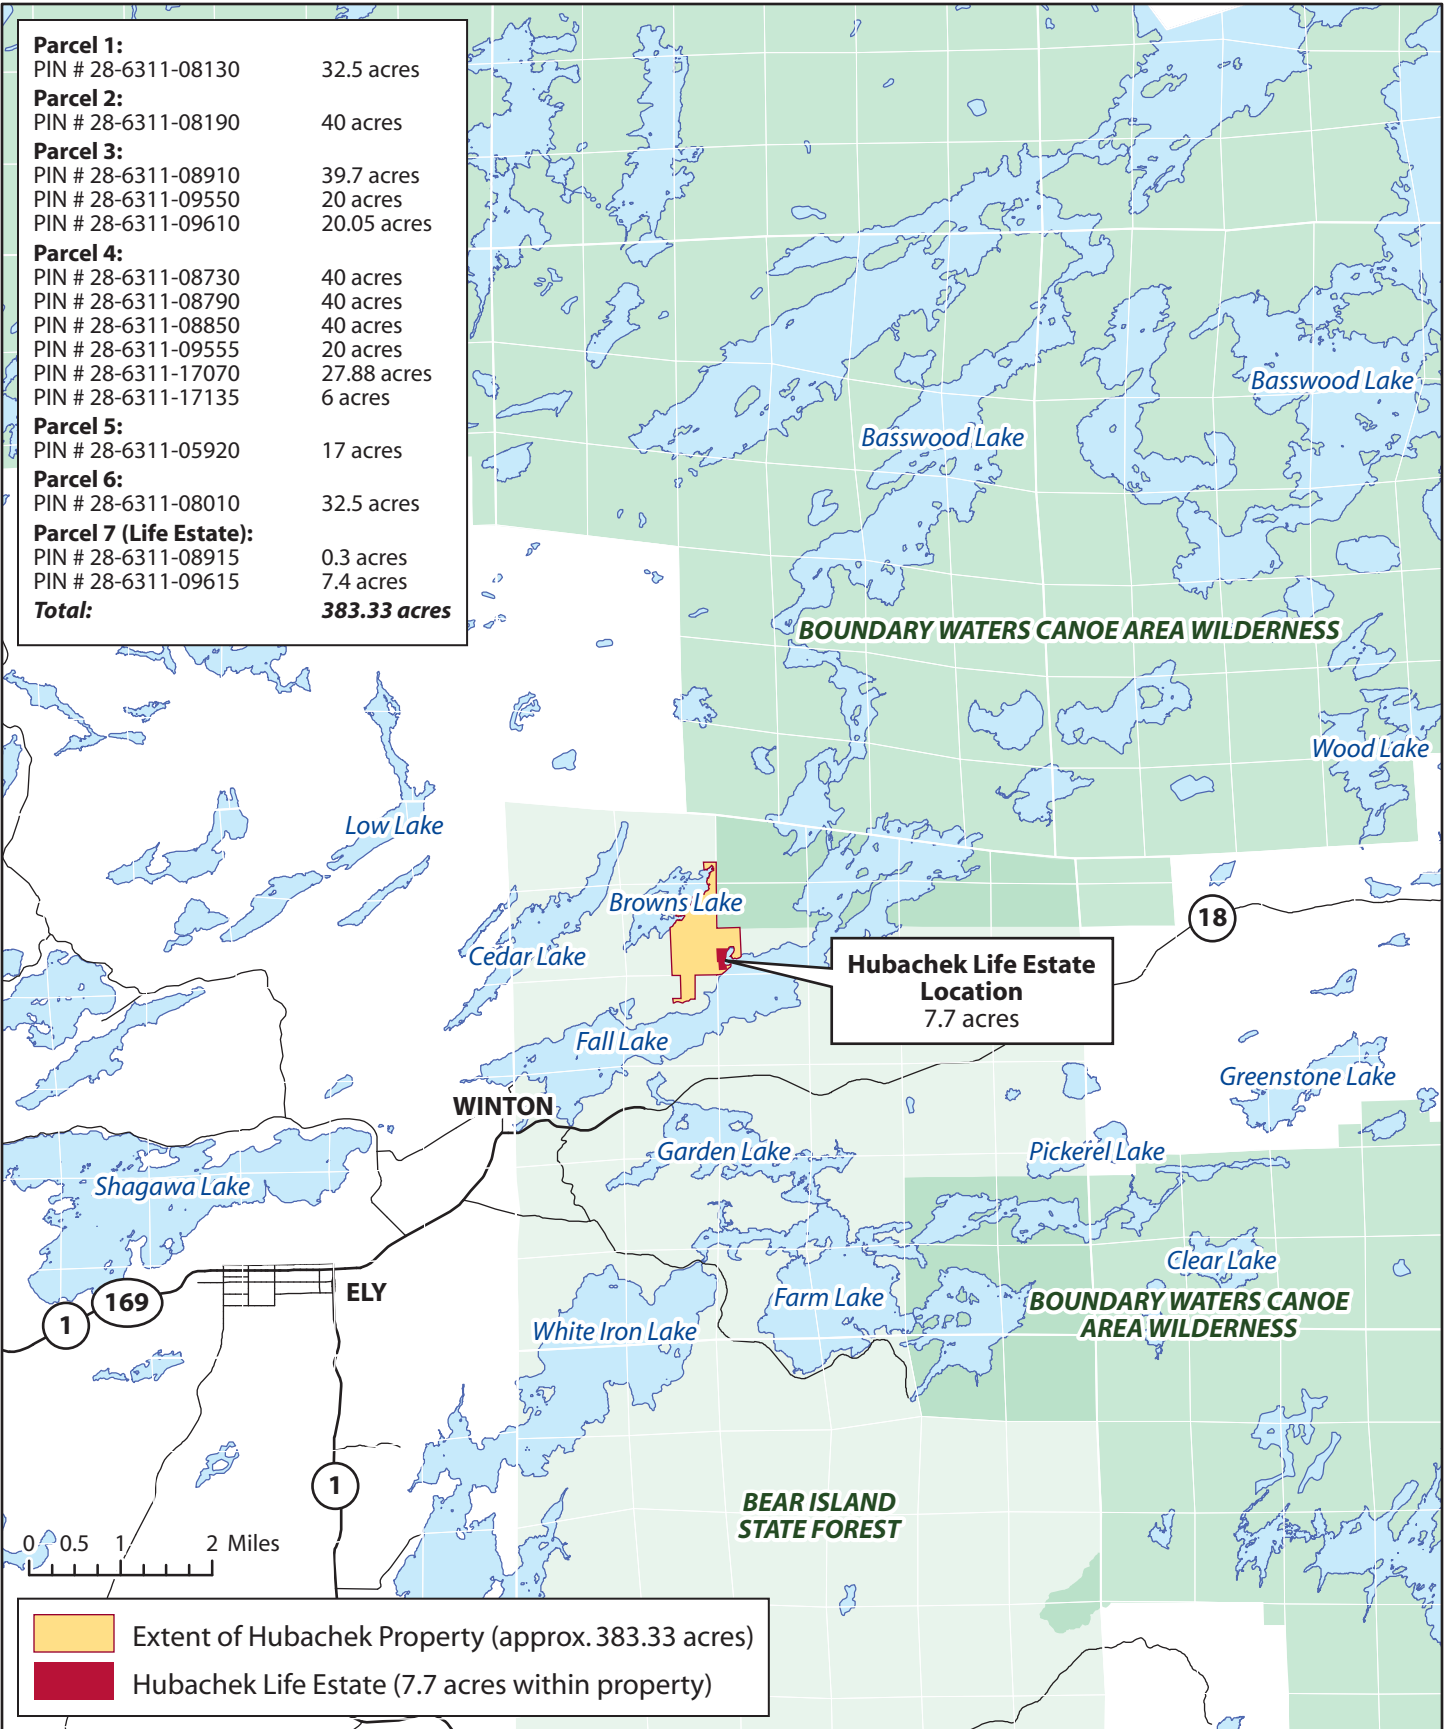 Parcel 1:
PIN # 28-6311-08130 32.5 acres
Parcel 2:
PIN # 28-6311-08190 40 acres
Parcel 3:
PIN # 28-6311-08910 39.7 acres
PIN # 28-6311-09550 20 acres
PIN # 28-6311-09610 20.05 acres
Parcel 4:
PIN # 28-6311-08730 40 acres
PIN # 28-6311-08790 40 acres
PIN # 28-6311-08850 40 acres
PIN # 28-6311-09555 20 acres
PIN # 28-6311-17070 27.88 acres
PIN # 28-6311-17135 6 acres
Parcel 5:
PIN # 28-6311-05920 17 acres
Parcel 6:
PIN # 28-6311-08010 32.5 acres
Parcel 7 (Life Estate):
PIN # 28-6311-08915 0.3 acres
PIN # 28-6311-09615 7.4 acres
Total: 383.33 acres
Basswood Lake
Basswood Lake
BOUNDARY WATERS CANOE AREA WILDERNESS
Wood Lake
Low Lake
Browns Lake
18
Cedar Lake
Hubachek Life Estate
Location
7.7 acres
Fall Lake
Greenstone Lake
WINTON
Garden Lake
Pickerel Lake
Shagawa Lake
Clear Lake
ELY
169
1
Farm Lake
BOUNDARY WATERS CANOE
AREA WILDERNESS
White Iron Lake
1
BEAR ISLAND
STATE FOREST
0 0.5 1 2 Miles
Extent of Hubachek Property (approx. 383.33 acres)
Hubachek Life Estate (7.7 acres within property)